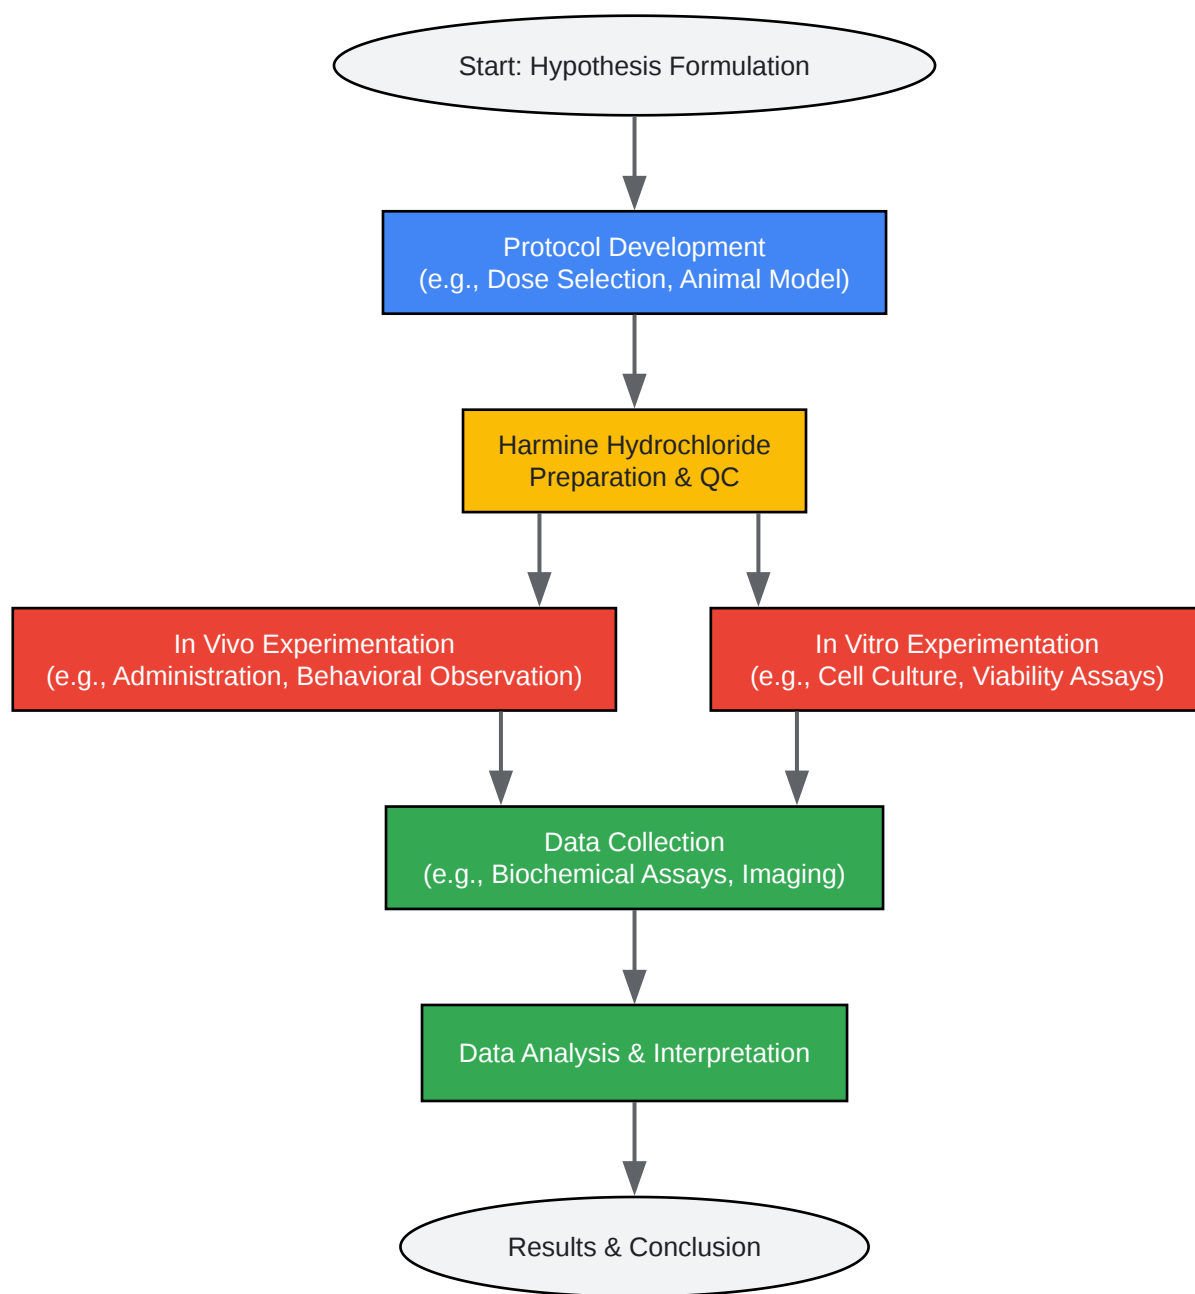 Start: Hypothesis Formulation
Protocol Development
(e.g., Dose Selection, Animal Model)
Harmine Hydrochloride
Preparation & QC
In Vivo Experimentation
(e.g., Administration, Behavioral Observation)
In Vitro Experimentation
(e.g., Cell Culture, Viability Assays)
Data Collection
(e.g., Biochemical Assays, Imaging)
Data Analysis & Interpretation
Results & Conclusion